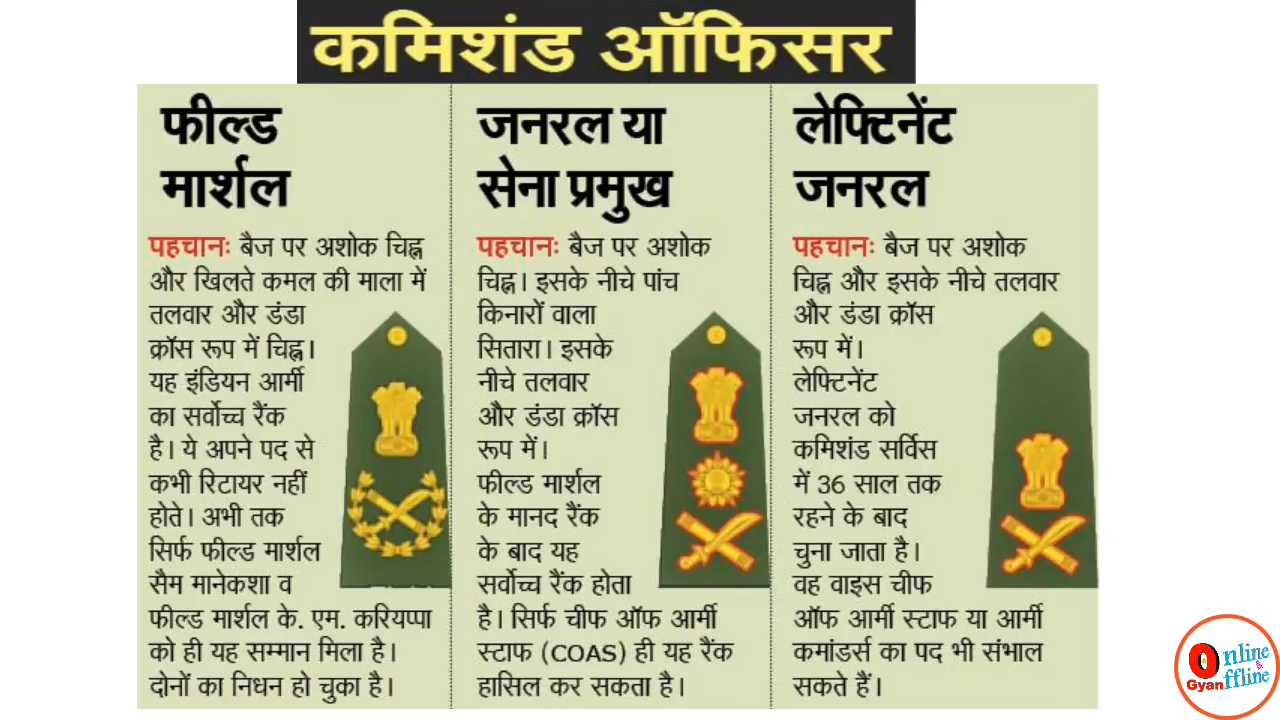 कमिशंड ऑफिसर
फील्ड
मार्शल
पहचानः बैज पर अशोक चिह्न
और खिलते कमल की माला में
तलवार और डंडा
क्रॉस रूप में चिह्न।
यह इंडियन आर्मी
का सर्वोच्च रैंक
है। ये अपने पद से
कभी रिटायर नहीं
होते। अभी तक
सिर्फ फील्ड मार्शल
सैम मानेकशा व
फील्ड मार्शल के. एम. करियप्पा
को ही यह सम्मान मिला है।
दोनों का निधन हो चुका है।
जनरल या
सेना प्रमुख
पहचानः बैज पर अशोक
चिह्न। इसके नीचे पांच
किनारों वाला
सितारा। इसके
नीचे तलवार
और डंडा क्रॉस
रूप में।
फील्ड मार्शल
के मानद रैंक
के बाद यह
सर्वोच्च रैंक होता
है। सिर्फ चीफ ऑफ आर्मी
स्टाफ (COAS) ही यह रैंक
हासिल कर सकता है।
लेफ्टिनेंट
जनरल
पहचानः बैज पर अशोक
चिह्न और इसके नीचे तलवार
और डंडा क्रॉस
रूप में।
लेफ्टिनेंट
जनरल को
कमिशंड सर्विस
में 36 साल तक
रहने के बाद
चुना जाता है।
वह वाइस चीफ
ऑफ आर्मी स्टाफ या आर्मी
कमांडर्स का पद भी संभाल
सकते हैं।
Online
&
Offline
Gyan